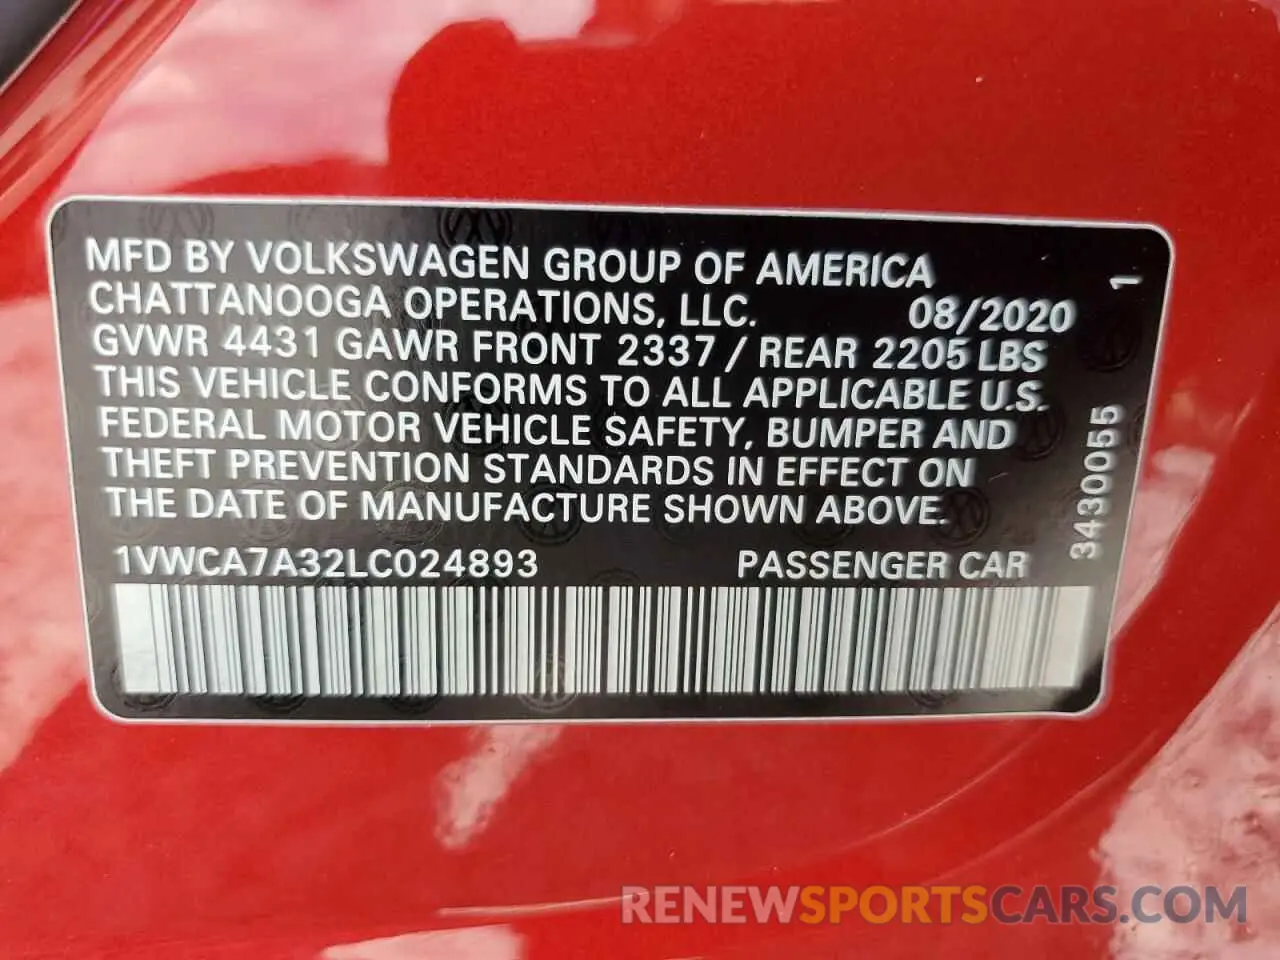 MFD BY VOLKSWAGEN GROUP OF AMERICA
CHATTANOOGA OPERATIONS, LLC. 08/2020
GVWR 4431 GAWR FRONT 2337 / REAR 2205 LBS
THIS VEHICLE CONFORMS TO ALL APPLICABLE U.S.
FEDERAL MOTOR VEHICLE SAFETY, BUMPER AND
THEFT PREVENTION STANDARDS IN EFFECT ON
THE DATE OF MANUFACTURE SHOWN ABOVE.
1VWCA7A32LC024893 PASSENGER CAR
3430055 1
RENEWSPORTSCARS.COM